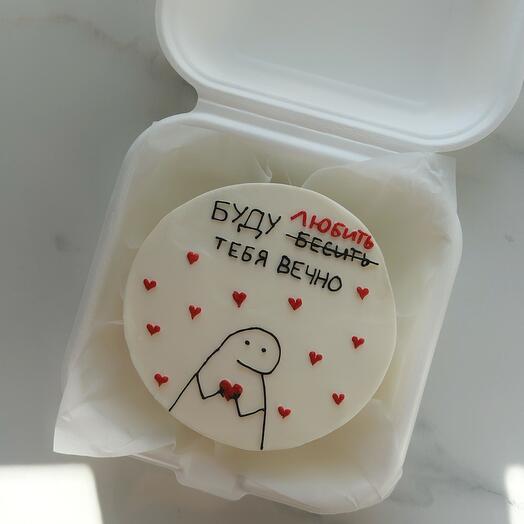 БУДУ ЛЮБИТЬ
БЕСИТЬ
ТЕБЯ ВЕЧНО